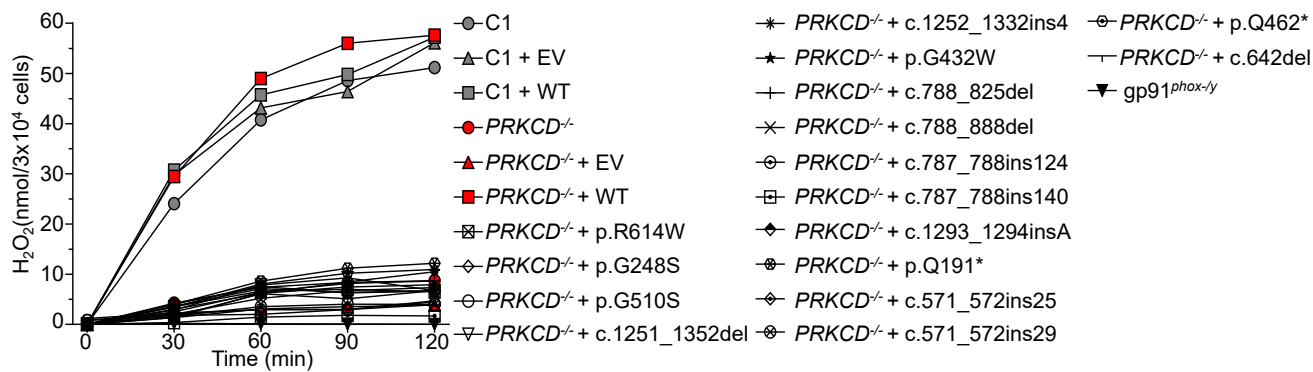 H2O2(nmol/3x10⁴ cells)
60
50
40
30
20
10
0
0 30 60 90 120
Time (min)
C1
C1 + EV
C1 + WT
PRKCD-/-
PRKCD-/- + EV
PRKCD-/- + WT
PRKCD-/- + p.R614W
PRKCD-/- + p.G248S
PRKCD-/- + p.G510S
PRKCD-/- + c.1251_1352del
PRKCD-/- + c.1252_1332ins4
PRKCD-/- + p.G432W
PRKCD-/- + c.788_825del
PRKCD-/- + c.788_888del
PRKCD-/- + c.787_788ins124
PRKCD-/- + c.787_788ins140
PRKCD-/- + c.1293_1294insA
PRKCD-/- + p.Q191*
PRKCD-/- + c.571_572ins25
PRKCD-/- + c.571_572ins29
PRKCD-/- + p.Q462*
PRKCD-/- + c.642del
gp91phox-/y